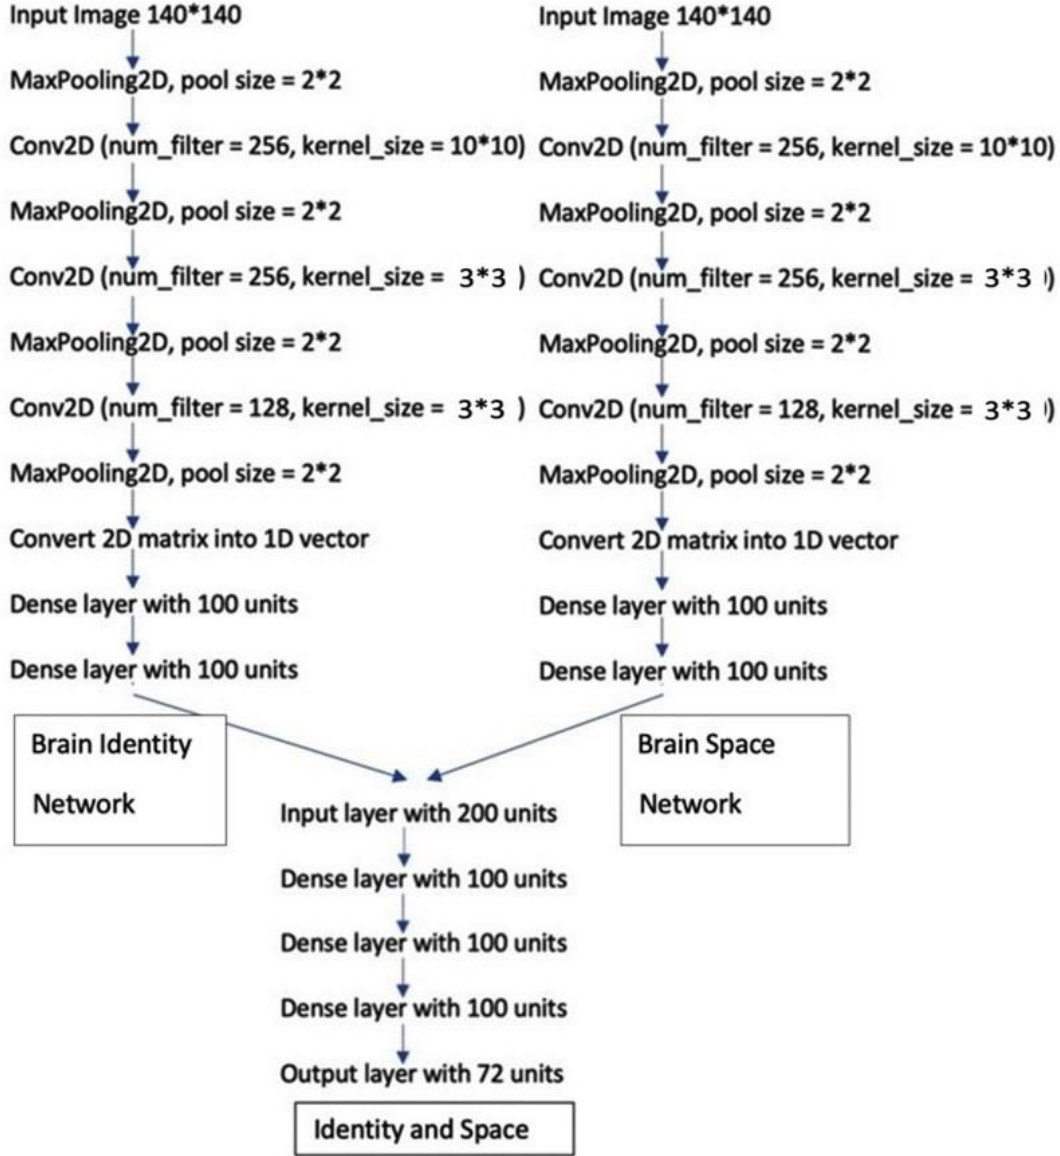 Input Image 140*140
MaxPooling2D, pool size = 2*2
Conv2D (num_filter = 256, kernel_size = 10*10)
MaxPooling2D, pool size = 2*2
Conv2D (num_filter = 256, kernel_size = 3*3 )
MaxPooling2D, pool size = 2*2
Conv2D (num_filter = 128, kernel_size = 3*3 )
MaxPooling2D, pool size = 2*2
Convert 2D matrix into 1D vector
Dense layer with 100 units
Dense layer with 100 units
Brain Identity
Network
Input Image 140*140
MaxPooling2D, pool size = 2*2
Conv2D (num_filter = 256, kernel_size = 10*10)
MaxPooling2D, pool size = 2*2
Conv2D (num_filter = 256, kernel_size = 3*3 )
MaxPooling2D, pool size = 2*2
Conv2D (num_filter = 128, kernel_size = 3*3 )
MaxPooling2D, pool size = 2*2
Convert 2D matrix into 1D vector
Dense layer with 100 units
Dense layer with 100 units
Brain Space
Network
Input layer with 200 units
Dense layer with 100 units
Dense layer with 100 units
Dense layer with 100 units
Output layer with 72 units
Identity and Space